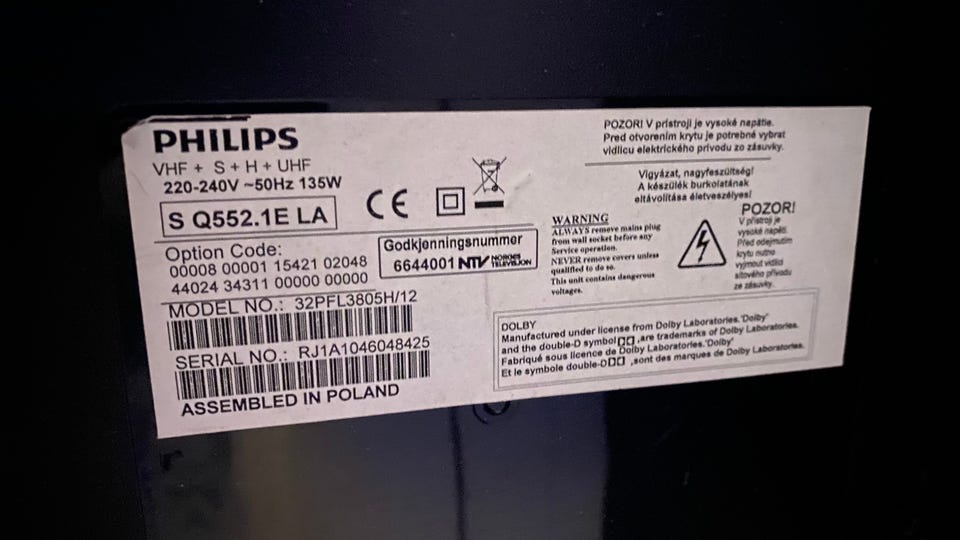 PHILIPS
VHF + S + H + UHF
220-240V ~50Hz 135W
S Q552.1E LA
Option Code:
00008 00001 15421 02048
44024 34311 00000 00000
MODEL NO.: 32PFL3805H/12
SERIAL NO.: RJ1A1046048425
ASSEMBLED IN POLAND
CE
Godkjenningsnummer
6644001 NTV NORGES
TELEVISJON
POZOR! V prístroji je vysoké napätie.
Pred otvorením krytu je potrebné vybrat
vidlicu elektrického privodu zo zásuvky.
Vigyázat, nagyfeszültség!
A készülék burkolatának
eltávolítása életveszélyes!
WARNING
ALWAYS remove mains plug
from wall socket before any
Service operation.
NEVER remove covers unless
qualified to do so.
This unit contains dangerous
voltages.
POZOR!
V přístroji je
vysoké napětí.
Před odejmutím
krytu nutno
vyjmout vidlici
síťového přívodu
ze zásuvky.
DOLBY
Manufactured under license from Dolby Laboratories.'Dolby'
and the double-D symbol ,are trademarks of Dolby Laboratories.
Fabriqué sous licence de Dolby Laboratories.'Dolby'
Et le symbole double-D ,sont des marques de Dolby Laboratories.